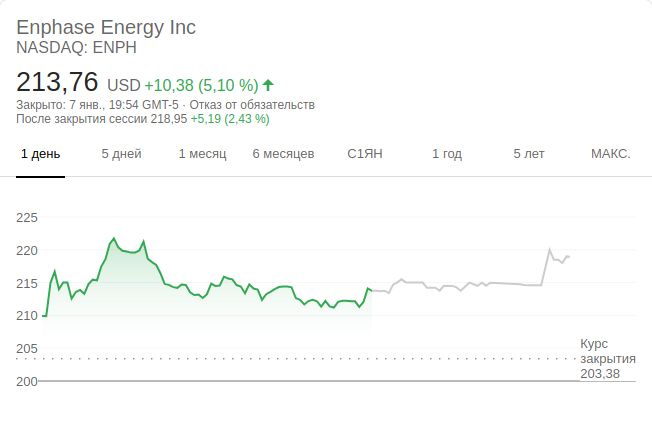 Enphase Energy Inc
NASDAQ: ENPH
213,76 USD +10,38 (5,10 %)
Закрыто: 7 янв., 19:54 GMT-5 · Отказ от обязательств
После закрытия сессии 218,95 +5,19 (2,43 %)
1 день 5 дней 1 месяц 6 месяцев С1ЯН 1 год 5 лет МАКС.
225
220
215
210
205
200
Курс
закрытия
203,38